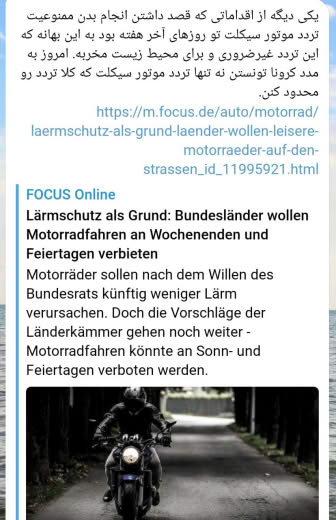 یکی دیگه از اقداماتی که قصد داشتن انجام بدن ممنوعیت
تردد موتور سیکلت تو روزهای آخر هفته بود به این بهانه که
این تردد غیرضروری و برای محیط زیست مخربه. امروز به
مدد کرونا تونستن نه تنها تردد موتور سیکلت که کلا تردد رو
محدود کنن.
https://m.focus.de/auto/motorrad/
laermschutz-als-grund-laender-wollen-leisere-
motorraeder-auf-den-
strassen_id_11995921.html
FOCUS Online
Lärmschutz als Grund: Bundesländer wollen
Motorradfahren an Wochenenden und
Feiertagen verbieten
Motorräder sollen nach dem Willen des
Bundesrats künftig weniger Lärm
verursachen. Doch die Vorschläge der
Länderkämmer gehen noch weiter -
Motorradfahren könnte an Sonn- und
Feiertagen verboten werden.